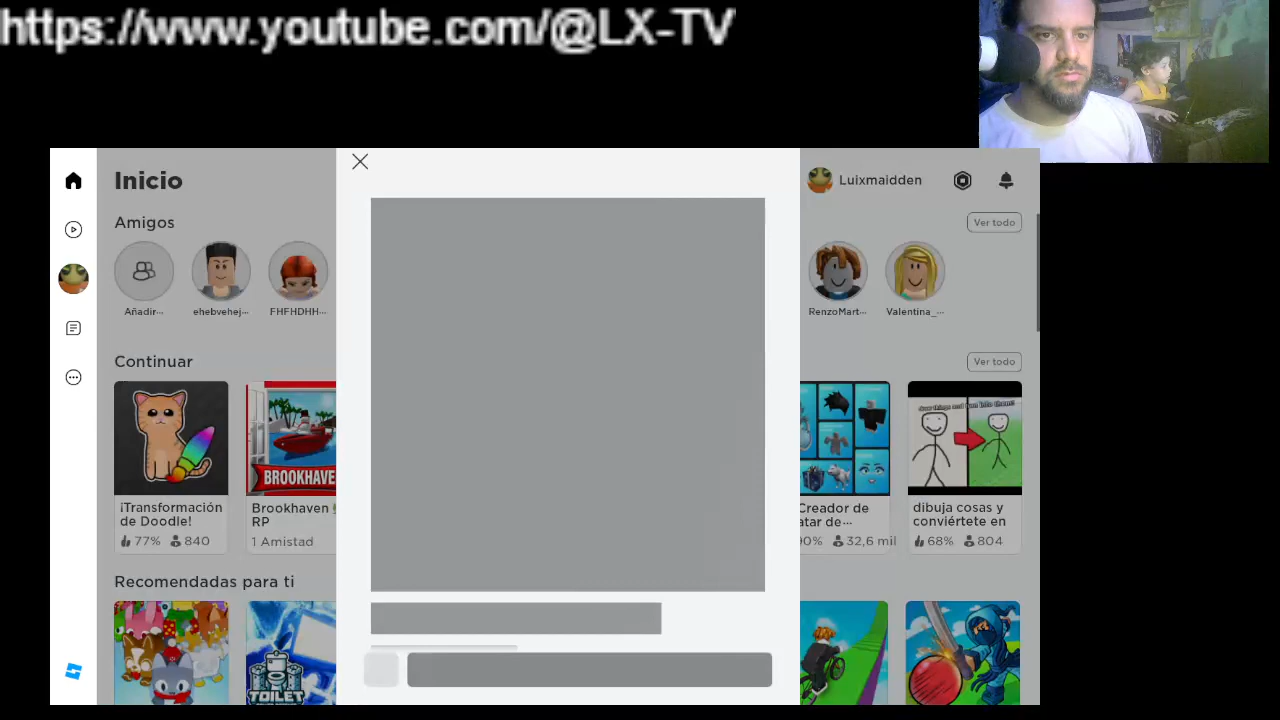 https://www.youtube.com/@LX-TV
Inicio
Luixmaidden
Amigos
Ver todo
Añadir...
ehebvehej...
FHFHDHH...
RenzoMart...
Valentina_...
Continuar
Ver todo
BROOKHAVEN
¡Transformación
de Doodle!
77% 840
Brookhaven
RP
1 Amistad
Creador de
atar de...
90% 32,6 mil
dibuja cosas y
conviértete en
68% 804
Recomendadas para ti
TOILET